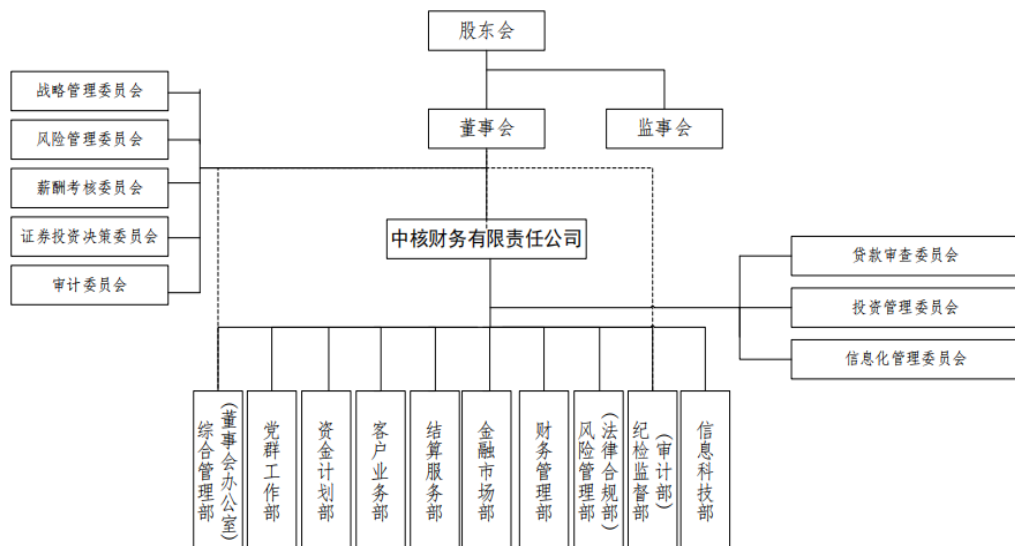 股东会
战略管理委员会
风险管理委员会
薪酬考核委员会
证券投资决策委员会
审计委员会
董事会
监事会
中核财务有限责任公司
贷款审查委员会
投资管理委员会
信息化管理委员会
综合管理部
(董事会办公室)
党群工作部
资金计划部
客户业务部
结算服务部
金融市场部
财务管理部
风险管理部
(法律合规部)
纪检监督部
(审计部)
信息科技部